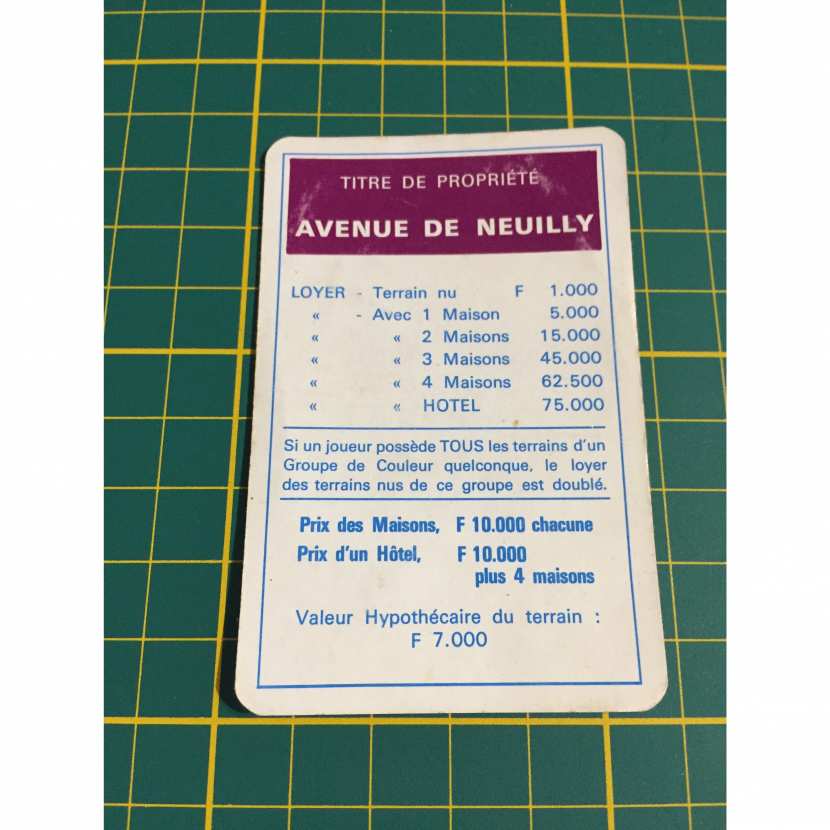 TITRE DE PROPRIÉTÉ
AVENUE DE NEUILLY
LOYER - Terrain nu F 1.000
« - Avec 1 Maison 5.000
« « 2 Maisons 15.000
« « 3 Maisons 45.000
« « 4 Maisons 62.500
« « HOTEL 75.000
Si un joueur possède TOUS les terrains d'un
Groupe de Couleur quelconque, le loyer
des terrains nus de ce groupe est doublé.
Prix des Maisons, F 10.000 chacune
Prix d'un Hôtel, F 10.000
plus 4 maisons
Valeur Hypothécaire du terrain :
F 7.000